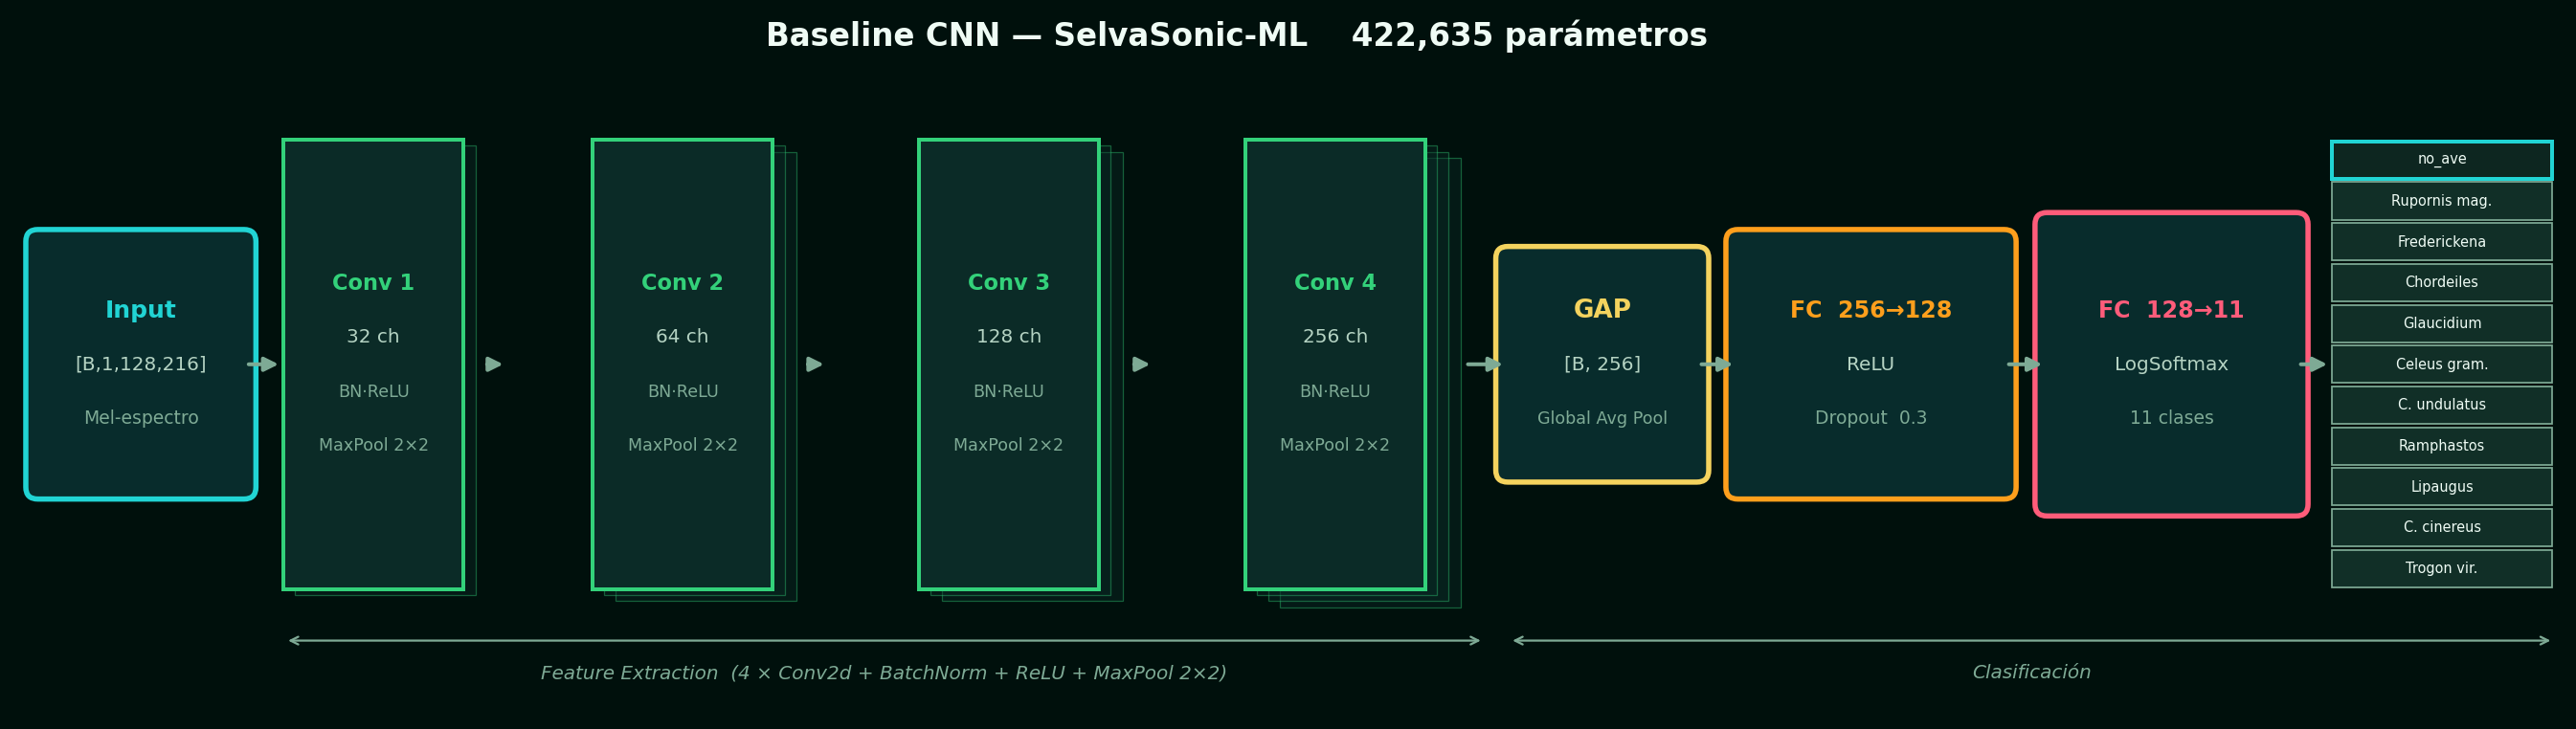 Baseline CNN — SelvaSonic-ML 422,635 parámetros
Input
[B,1,128,216]
Mel-espectro
Conv 1
32 ch
BN·ReLU
MaxPool 2×2
Conv 2
64 ch
BN·ReLU
MaxPool 2×2
Conv 3
128 ch
BN·ReLU
MaxPool 2×2
Conv 4
256 ch
BN·ReLU
MaxPool 2×2
GAP
[B, 256]
Global Avg Pool
FC 256→128
ReLU
Dropout 0.3
FC 128→11
LogSoftmax
11 clases
no_ave
Rupornis mag.
Frederickena
Chordeiles
Glaucidium
Celeus gram.
C. undulatus
Ramphastos
Lipaugus
C. cinereus
Trogon vir.
Feature Extraction (4 × Conv2d + BatchNorm + ReLU + MaxPool 2×2)
Clasificación